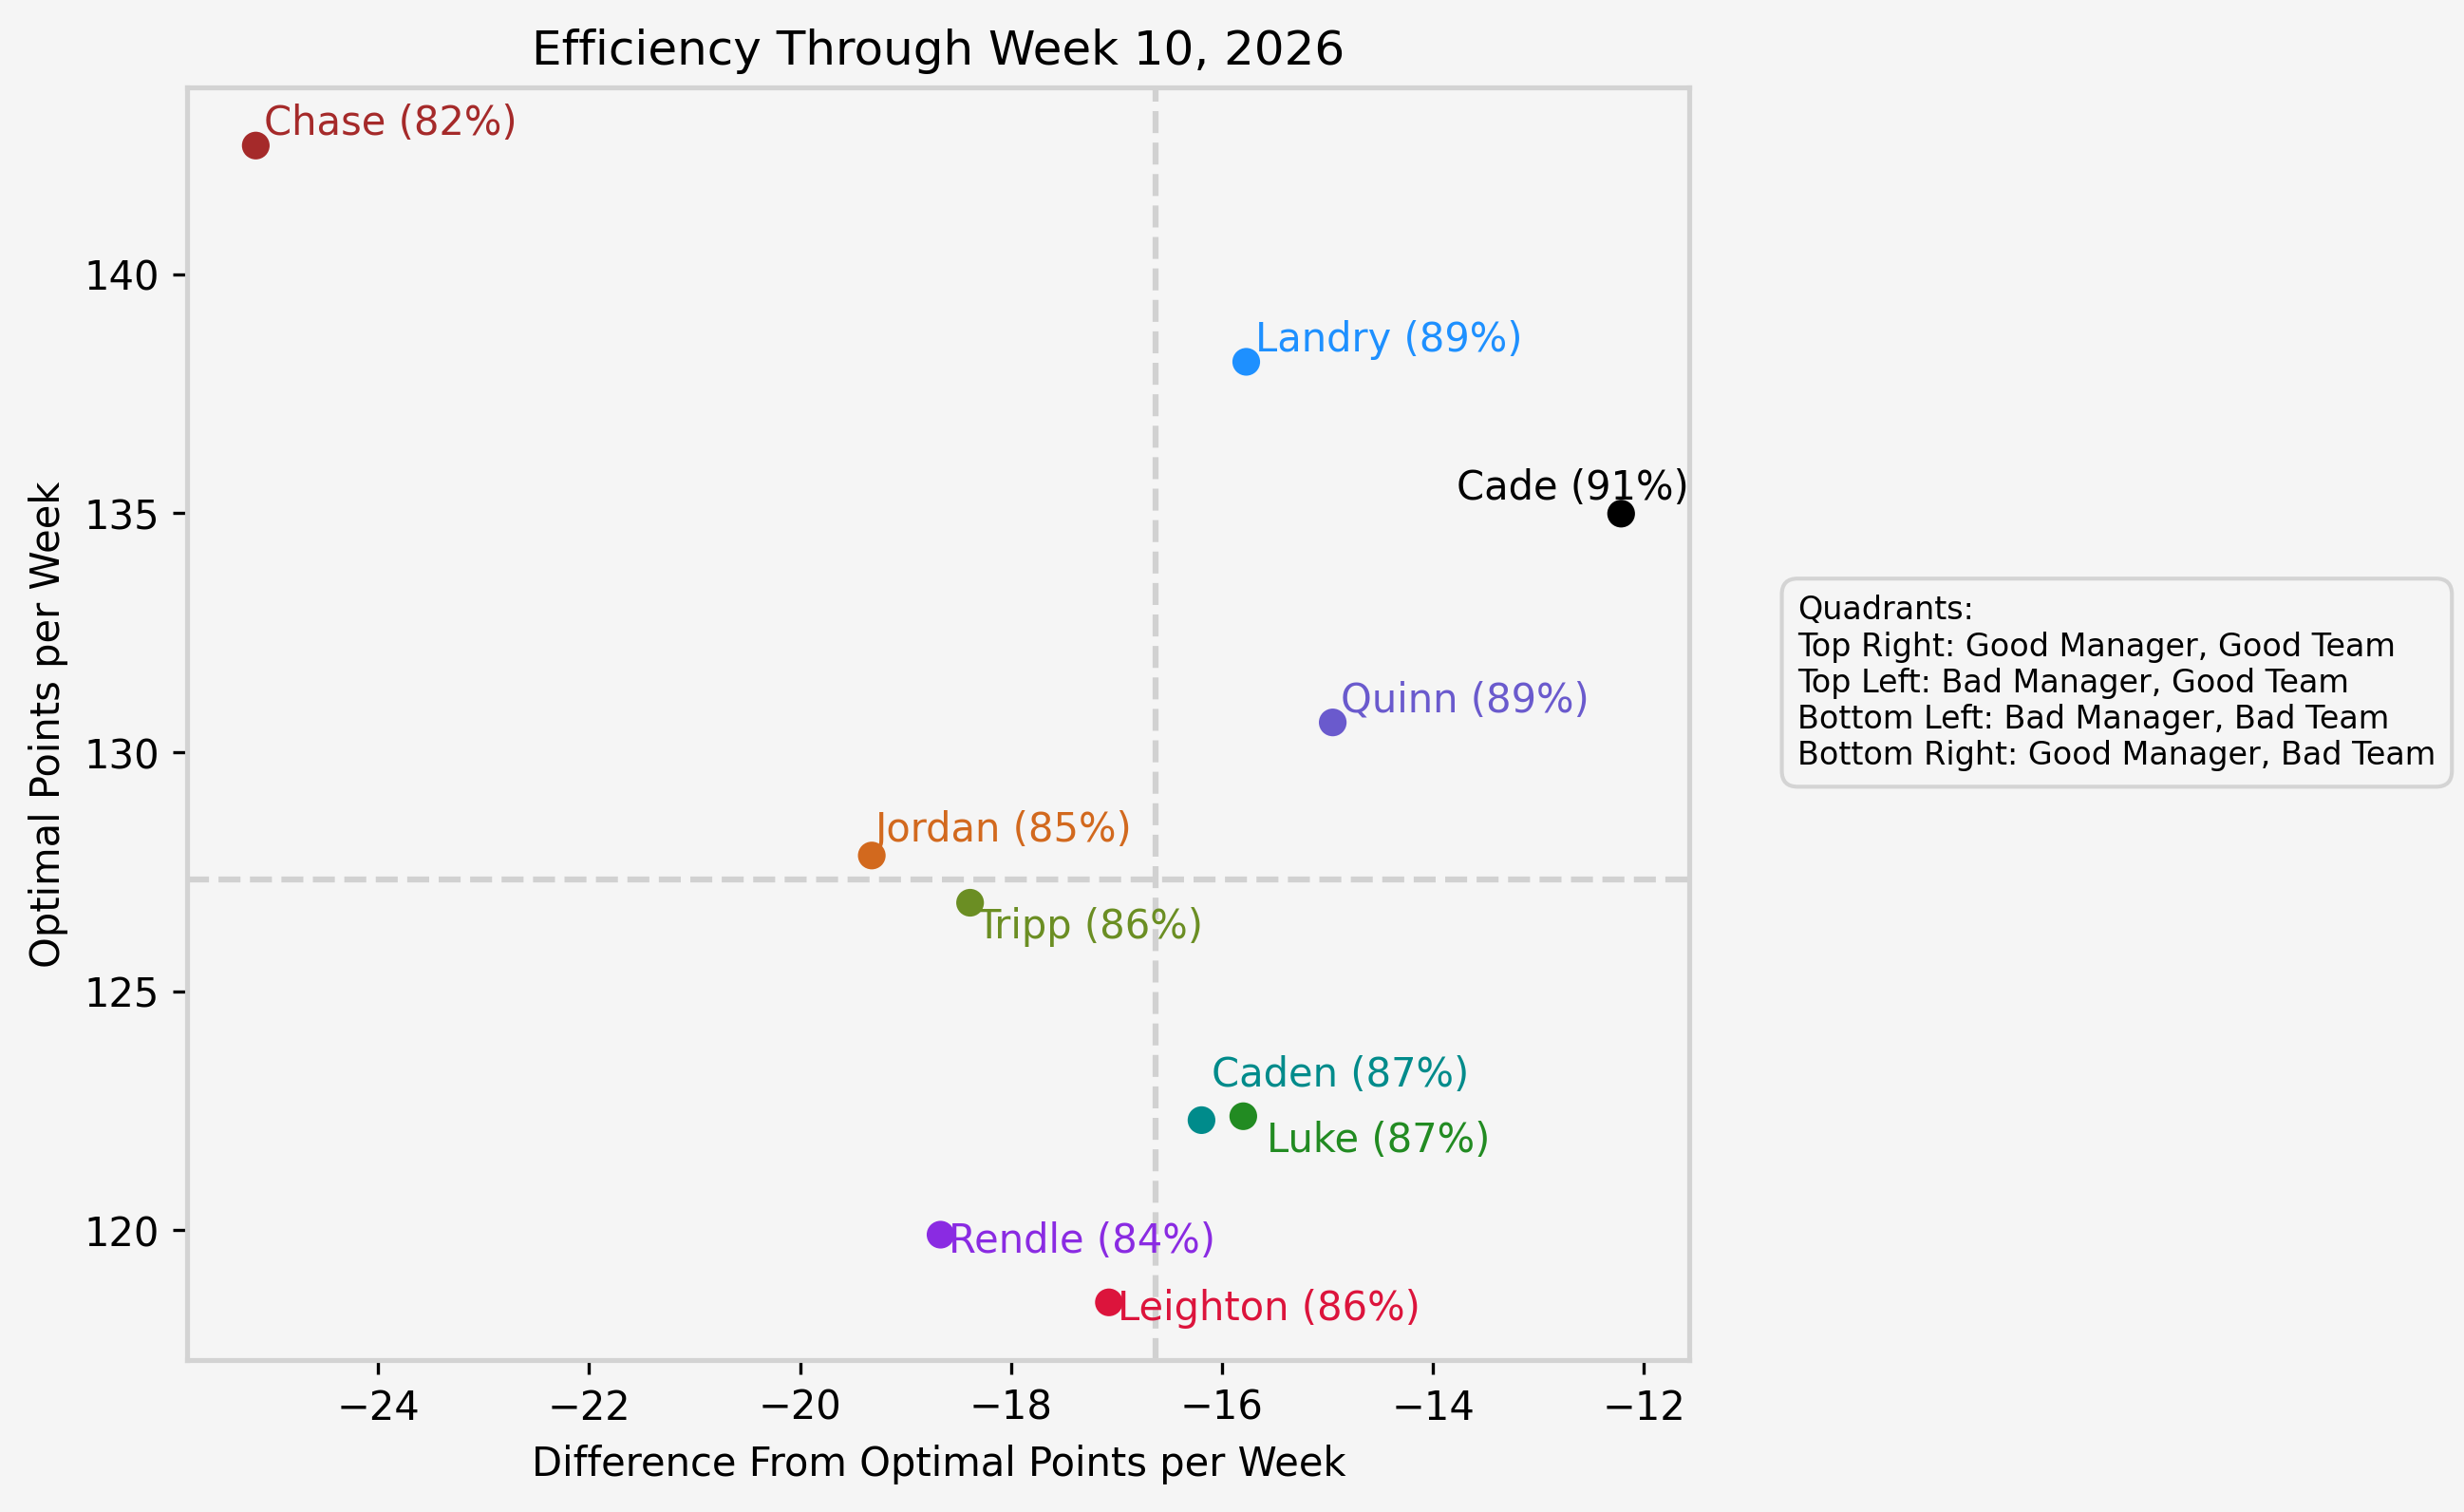 Efficiency Through Week 10, 2026
Chase (82%)
140
Landry (89%)
Cade (91%)
135
Optimal Points per Week
Quadrants:
Top Right: Good Manager, Good Team
Top Left: Bad Manager, Good Team
Bottom Left: Bad Manager, Bad Team
Bottom Right: Good Manager, Bad Team
Quinn (89%)
130
Jordan (85%)
Tripp (86%)
125
Caden (87%)
Luke (87%)
120
Rendle (84%)
Leighton (86%)
−24 −22 −20 −18 −16 −14 −12
Difference From Optimal Points per Week